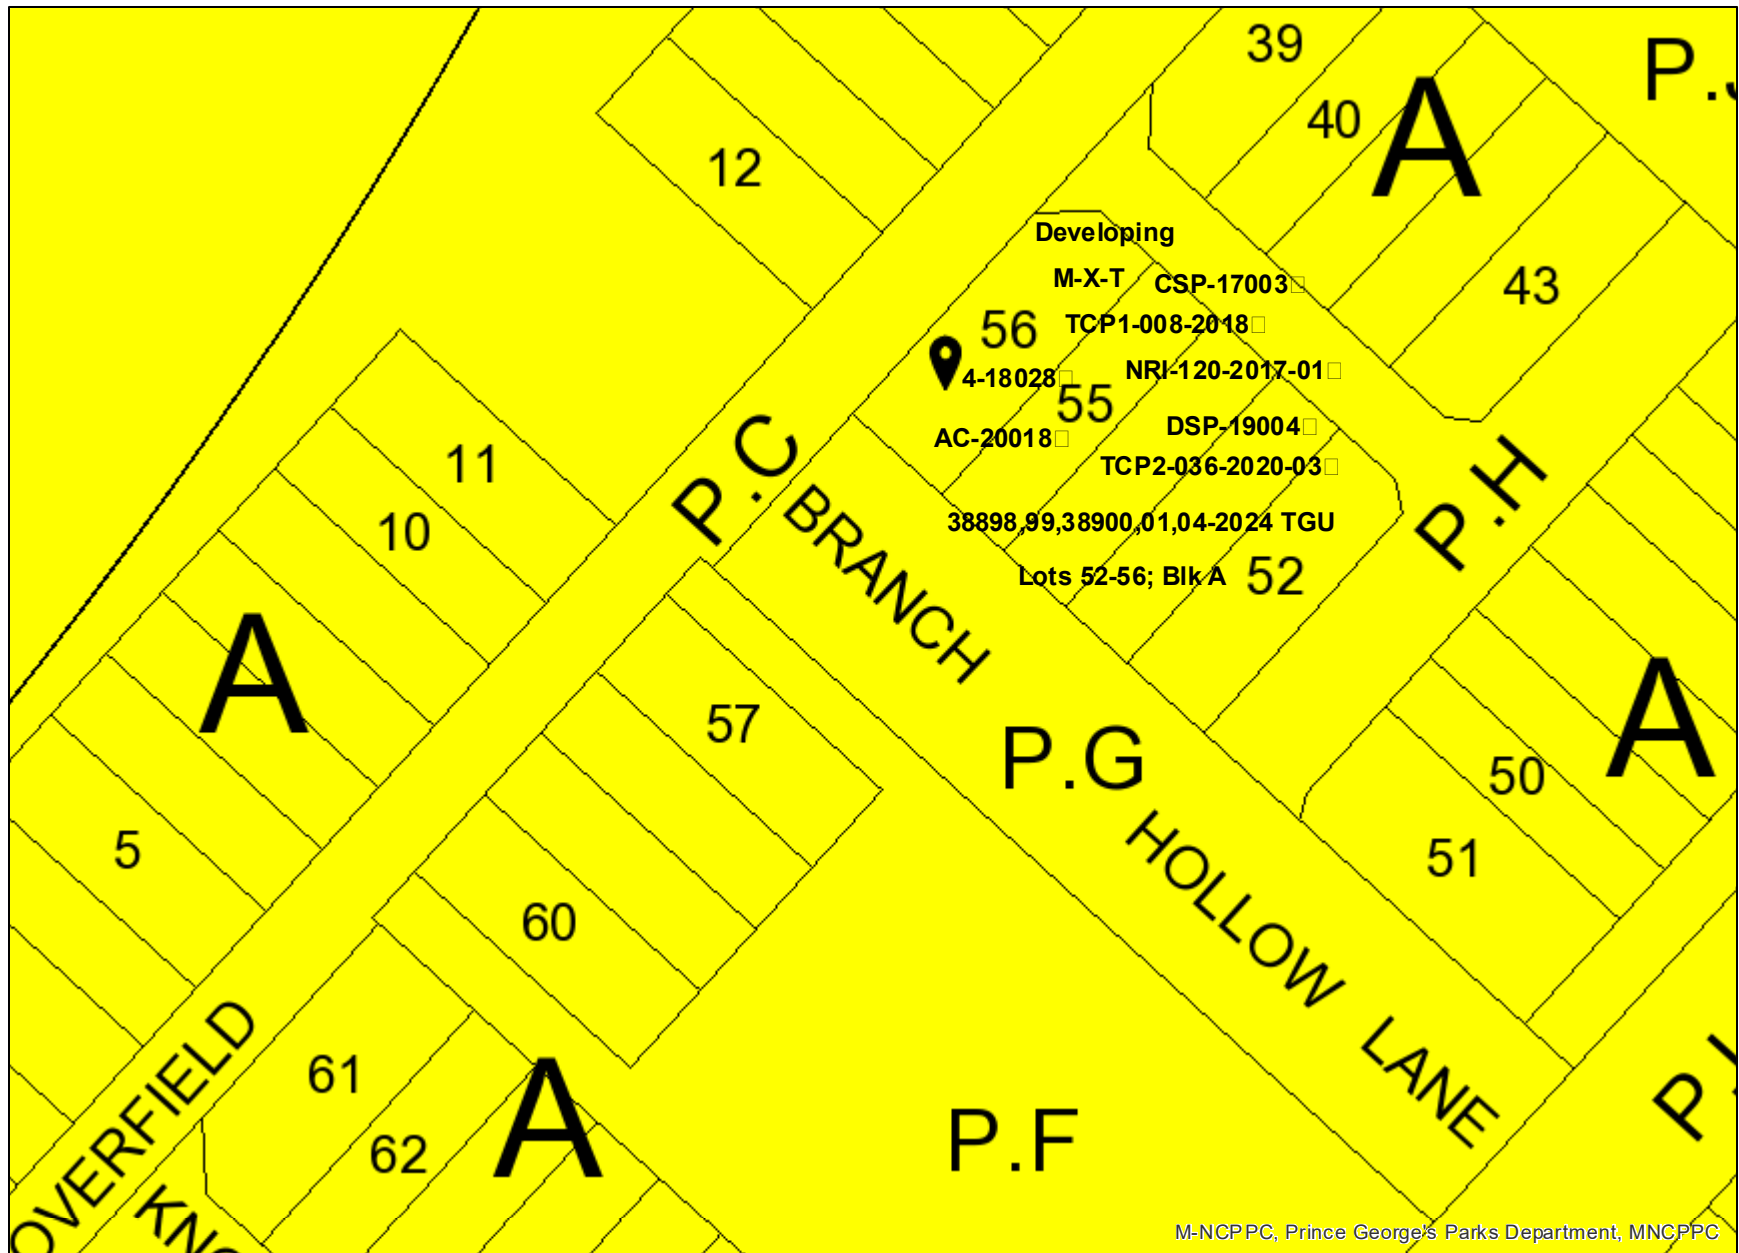 39
P.
40
A
12
Developing
M-X-T
CSP-17003
43
56
TCP1-008-2018
4-18028
NRI-120-2017-01
55
AC-20018
DSP-19004
11
P.C
TCP2-036-2020-03
P.H
10
BRANCH
38898,99,38900,01,04-2024 TGU
Lots 52-56; Blk A
52
A
57
A
P.G
50
5
HOLLOW
51
60
LANE
OVERFIELD
61
A
P.F
62
P.
M-NCPPC, Prince George's Parks Department, MNCPPC